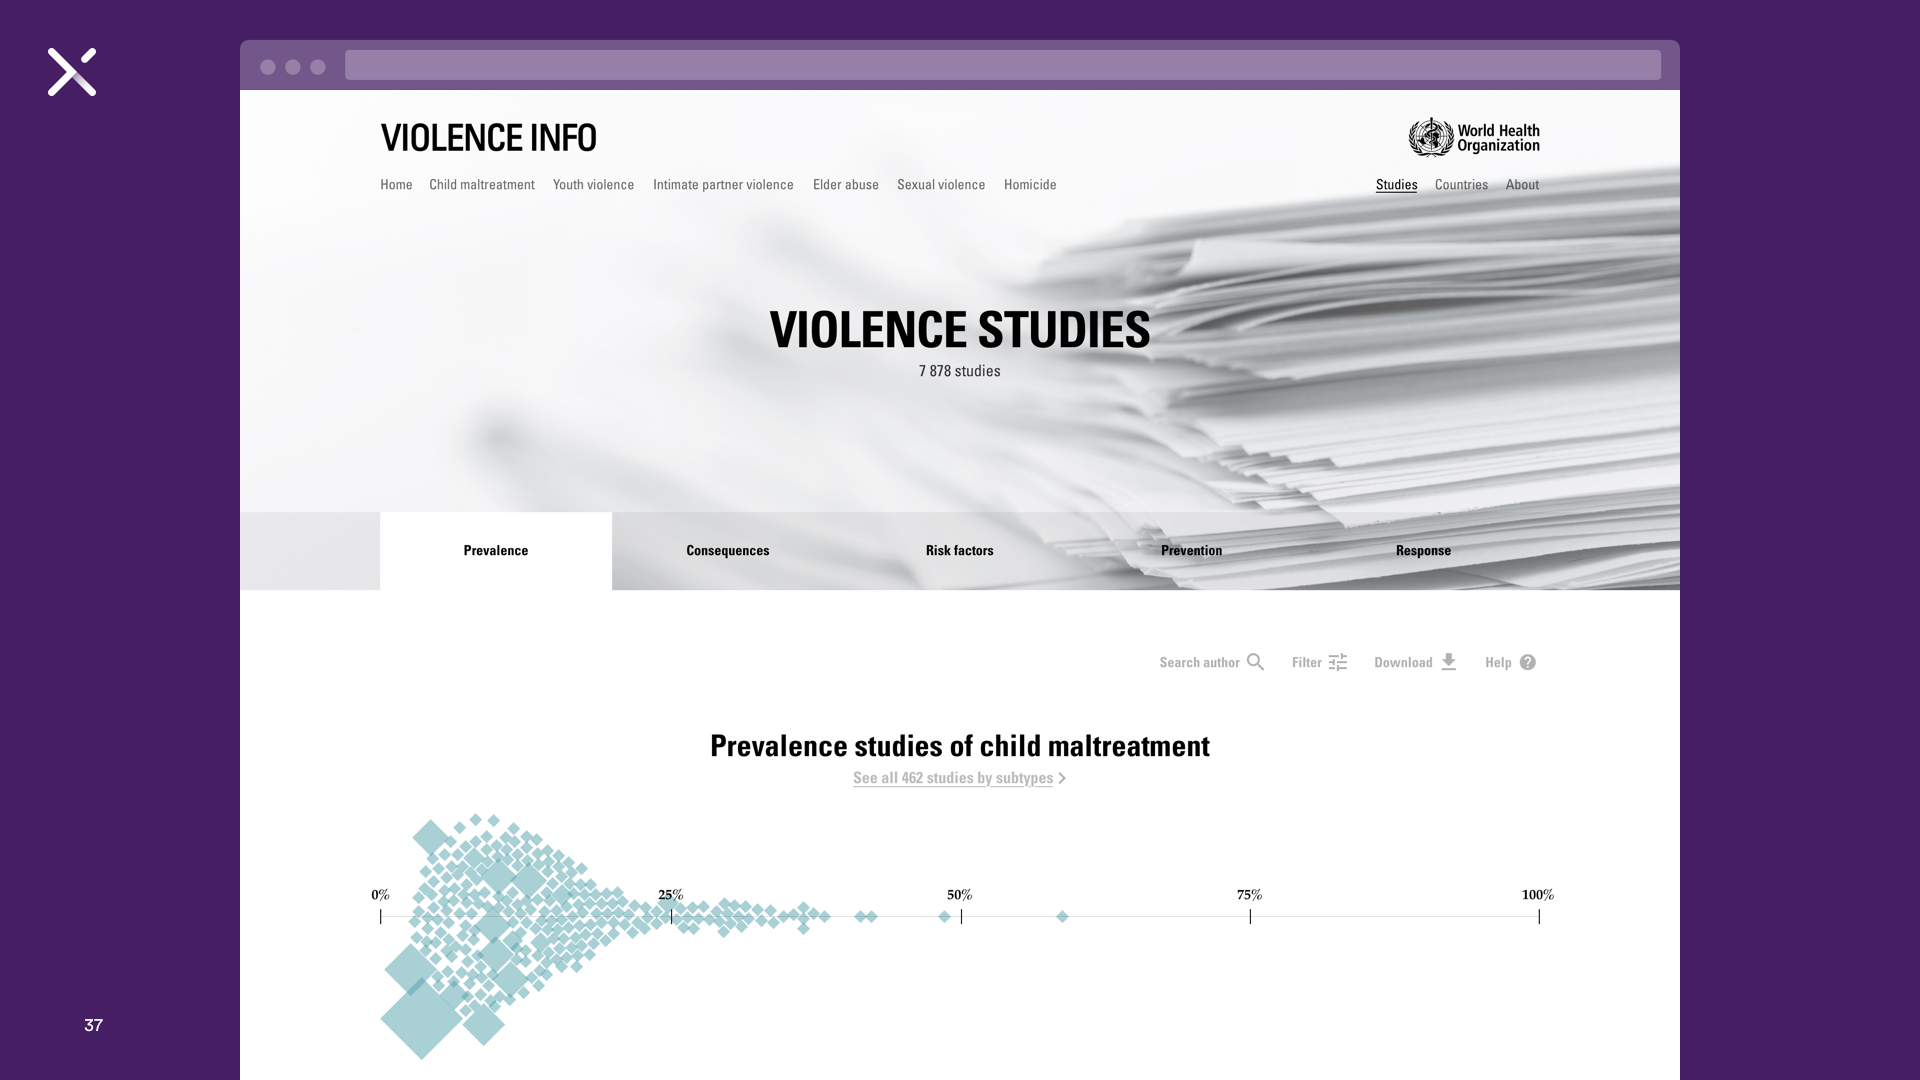 VIOLENCE INFO
World Health
Organization
Home Child maltreatment Youth violence Intimate partner violence Elder abuse Sexual violence Homicide
Studies Countries About
VIOLENCE STUDIES
7 878 studies
Prevalence Consequences Risk factors Prevention Response
Search author Filter Download Help ?
Prevalence studies of child maltreatment
See all 462 studies by subtypes >
0% 25% 50% 75% 100%
37